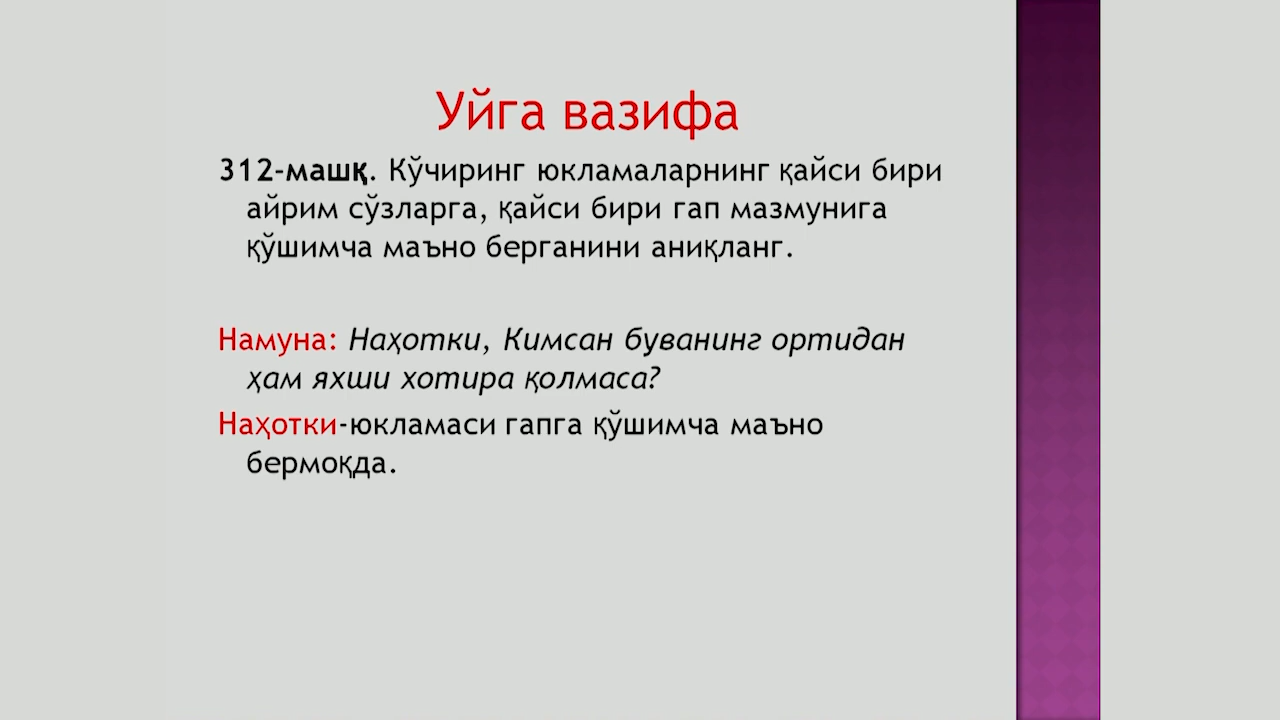 Уйга вазифа
312-машқ. Кўчиринг юкламаларнинг қайси бири
айрим сўзларга, қайси бири гап мазмунига
қўшимча маъно берганини аниқланг.
Намуна: Наҳотки, Кимсан буванинг ортидан
ҳам яхши хотира қолмаса?
Наҳотки-юкламаси гапга қўшимча маъно
бермоқда.